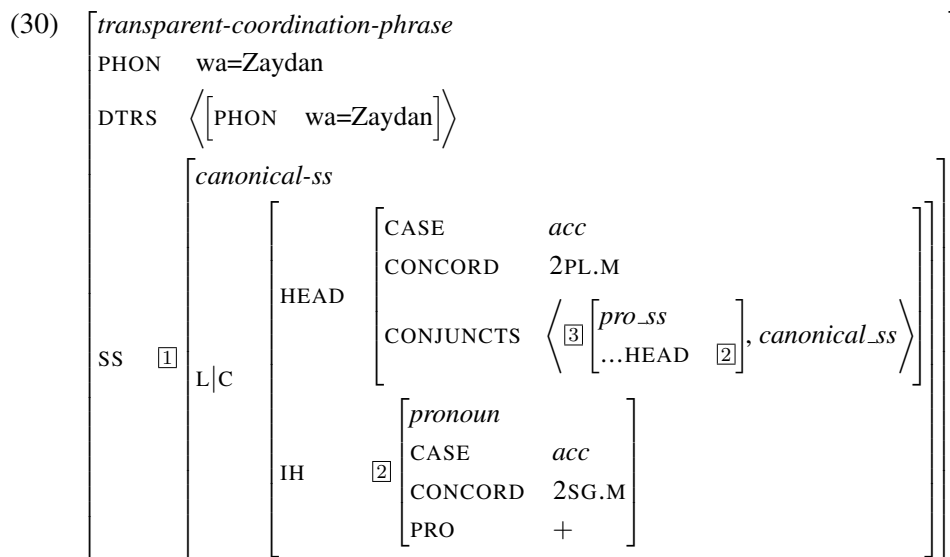 (30) transparent-coordination-phrase
PHON wa=Zaydan
DTRS ⟨[PHON wa=Zaydan]⟩
SS [1] canonical-ss
L|C
HEAD
CASE acc
CONCORD 2PL.M
CONJUNCTS ⟨[3] [pro_ss
...HEAD [2]], canonical_ss⟩
IH [2] pronoun
CASE acc
CONCORD 2SG.M
PRO +